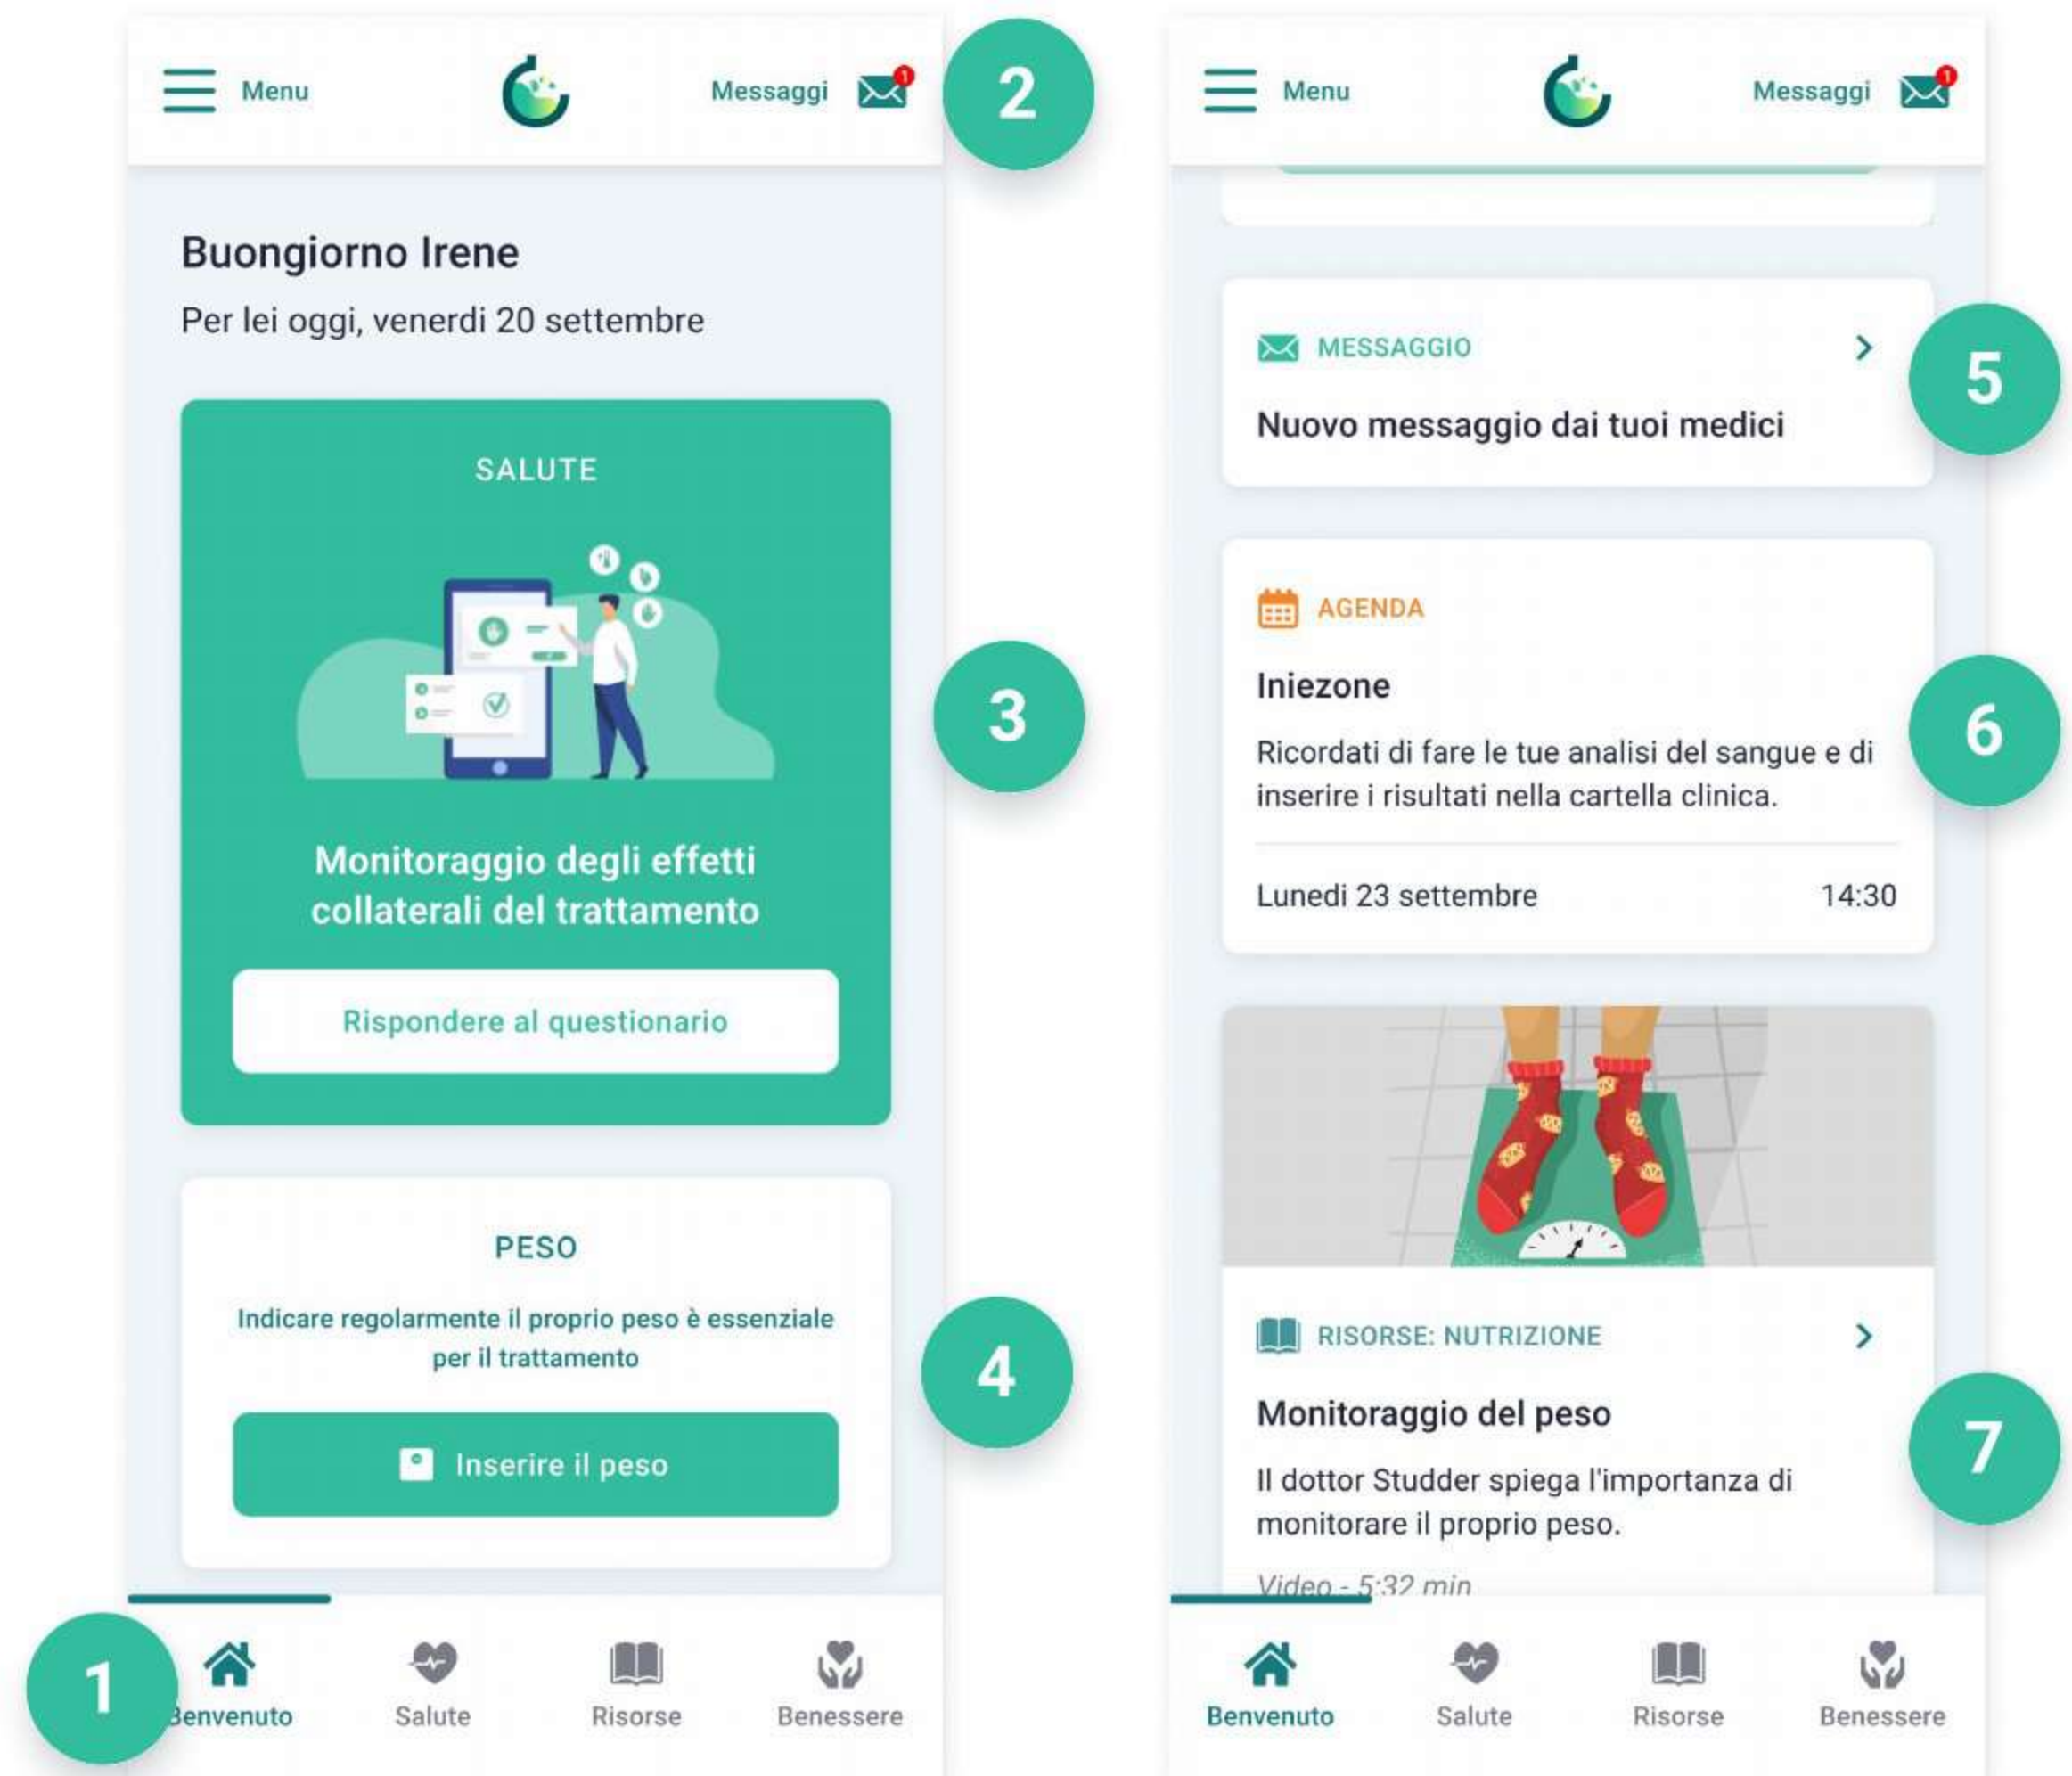 Menu
Messaggi
1
2
Buongiorno Irene
Per lei oggi, venerdi 20 settembre
SALUTE
3
Monitoraggio degli effetti
collaterali del trattamento
Rispondere al questionario
PESO
Indicare regolarmente il proprio peso è essenziale
per il trattamento
4
Inserire il peso
1
Benvenuto
Salute
Risorse
Benessere
Menu
Messaggi
1
MESSAGGIO
5
Nuovo messaggio dai tuoi medici
AGENDA
Iniezone
6
Ricordati di fare le tue analisi del sangue e di
inserire i risultati nella cartella clinica.
Lunedi 23 settembre
14:30
RISORSE: NUTRIZIONE
Monitoraggio del peso
7
Il dottor Studder spiega l'importanza di
monitorare il proprio peso.
Video - 5:32 min
Benvenuto
Salute
Risorse
Benessere